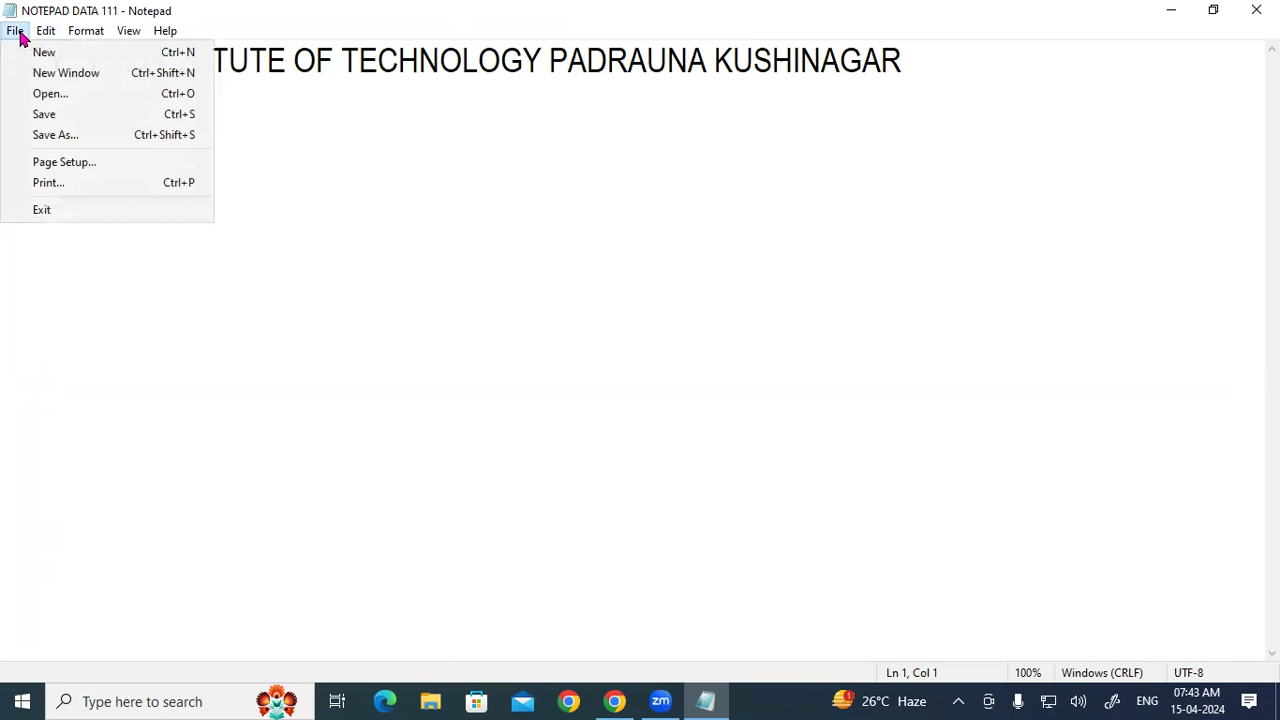 NOTEPAD DATA 111 - Notepad
File Edit Format View Help
New Ctrl+N
New Window Ctrl+Shift+N
Open... Ctrl+O
Save Ctrl+S
Save As... Ctrl+Shift+S
Page Setup...
Print... Ctrl+P
Exit
TUTE OF TECHNOLOGY PADRAUNA KUSHINAGAR
Ln 1, Col 1 100% Windows (CRLF) UTF-8
Type here to search zm 1 26°C Haze ENG 07:43 AM
15-04-2024